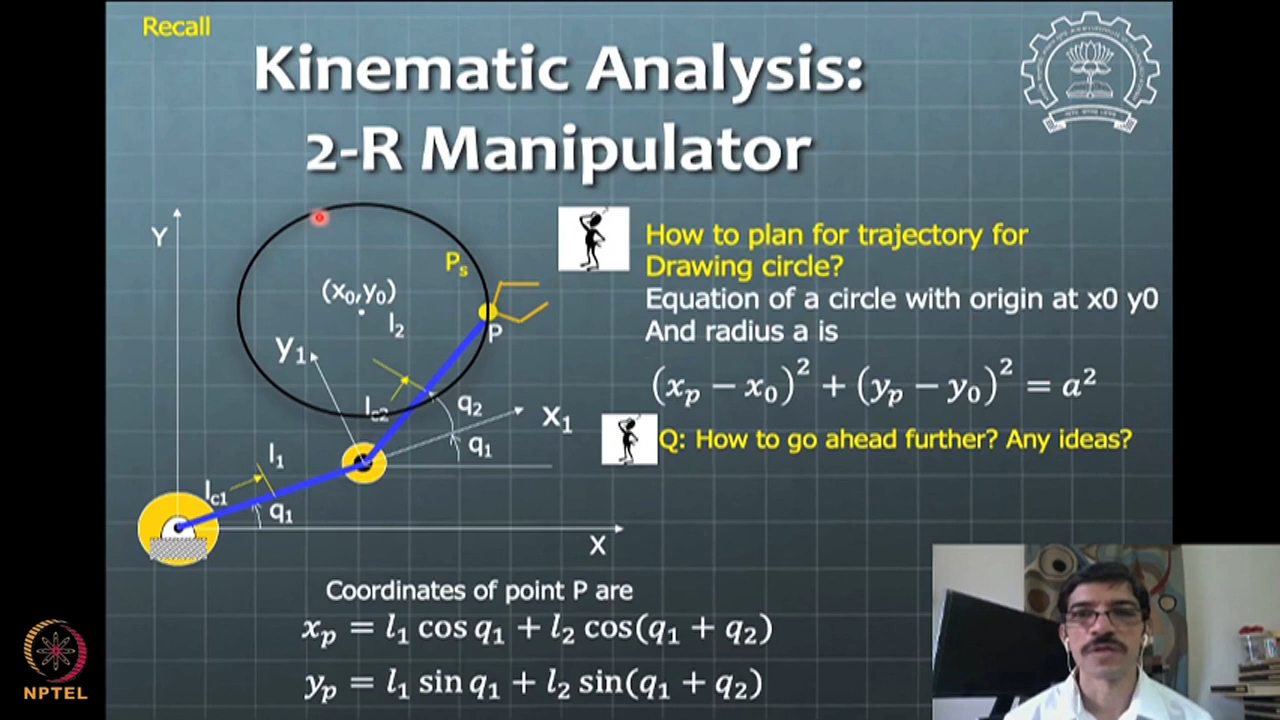 Recall
Kinematic Analysis:
2-R Manipulator
Y
(x₀,y₀)
Pₛ
l₂
P
y₁
l꜀₂
q₂
x₁
q₁
l₁
l꜀₁
q₁
X
How to plan for trajectory for
Drawing circle?
Equation of a circle with origin at x0 y0
And radius a is
(xₚ − x₀)² + (yₚ − y₀)² = a²
Q: How to go ahead further? Any ideas?
Coordinates of point P are
xₚ = l₁ cos q₁ + l₂ cos(q₁ + q₂)
yₚ = l₁ sin q₁ + l₂ sin(q₁ + q₂)
NPTEL